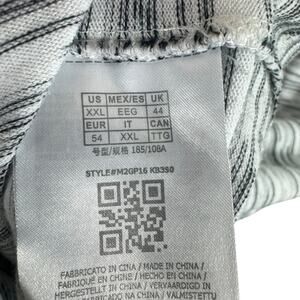 US MEX/ES UK
XXL EEG 44
EUR IT CAN
54 XXL TTG
号型/规格 185/108A
STYLE#M2GP16 KB3S0
FABBRICATO IN CINA / MADE IN CHINA
FABRIQUÉ EN CHINE / HECHO EN CHINA /
HERGESTELLT IN CHINA / VERVAARDIGD IN
/ FABRICADO NA CHINA / VALMISTETTU